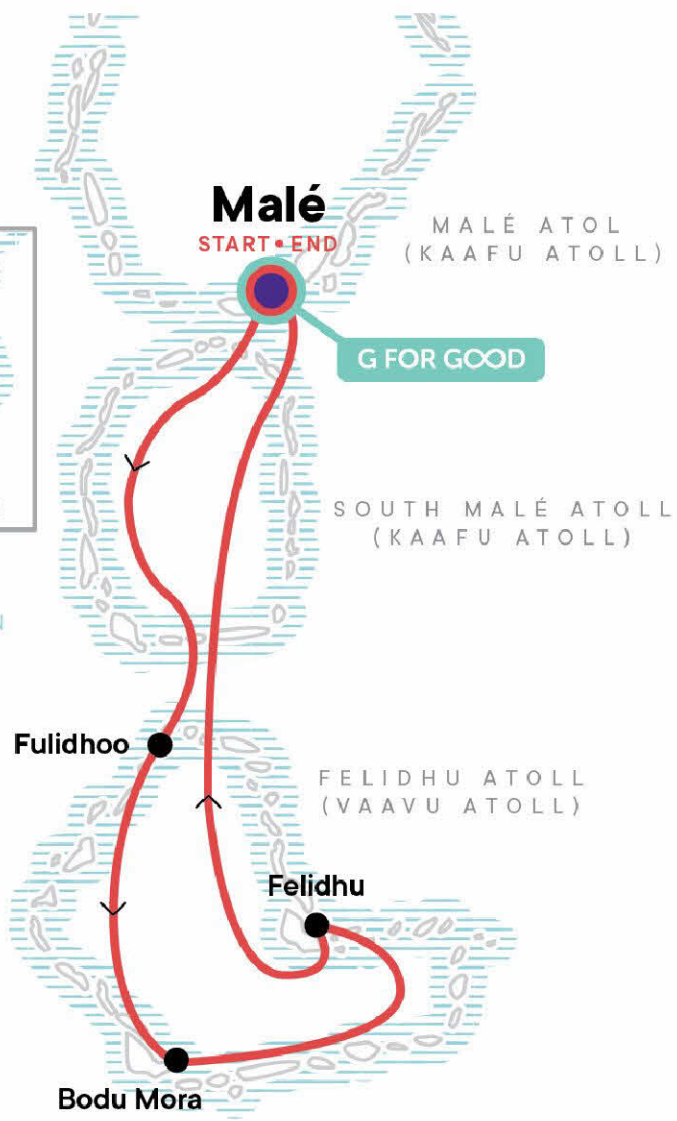 Malé
START • END
MALÉ ATOL
(KAAFU ATOLL)
G FOR GOOD
SOUTH MALÉ ATOLL
(KAAFU ATOLL)
Fulidhoo
FELIDHU ATOLL
(VAAVU ATOLL)
Felidhu
Bodu Mora